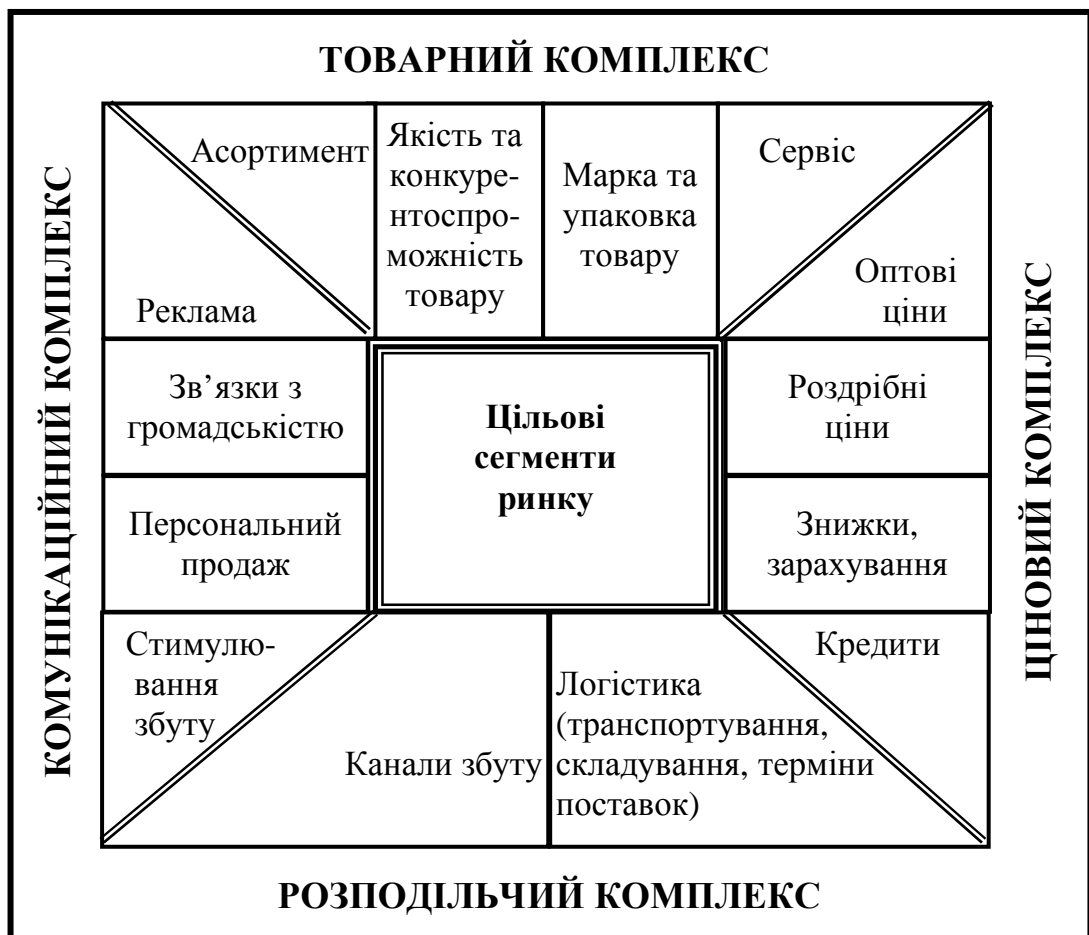 ТОВАРНИЙ КОМПЛЕКС
КОМУНІКАЦІЙНИЙ КОМПЛЕКС
Асортимент
Реклама
Якість та
конкуре-
нтоспро-
можність
товару
Марка та
упаковка
товару
Сервіс
Оптові
ціни
ЦІНОВИЙ КОМПЛЕКС
Зв’язки з
громадськістю
Цільові
сегменти
ринку
Роздрібні
ціни
Персональний
продаж
Знижки,
зарахування
Стимулю-
вання
збуту
Канали збуту
Логістика
(транспортування,
складування, терміни
поставок)
Кредити
РОЗПОДІЛЬЧИЙ КОМПЛЕКС